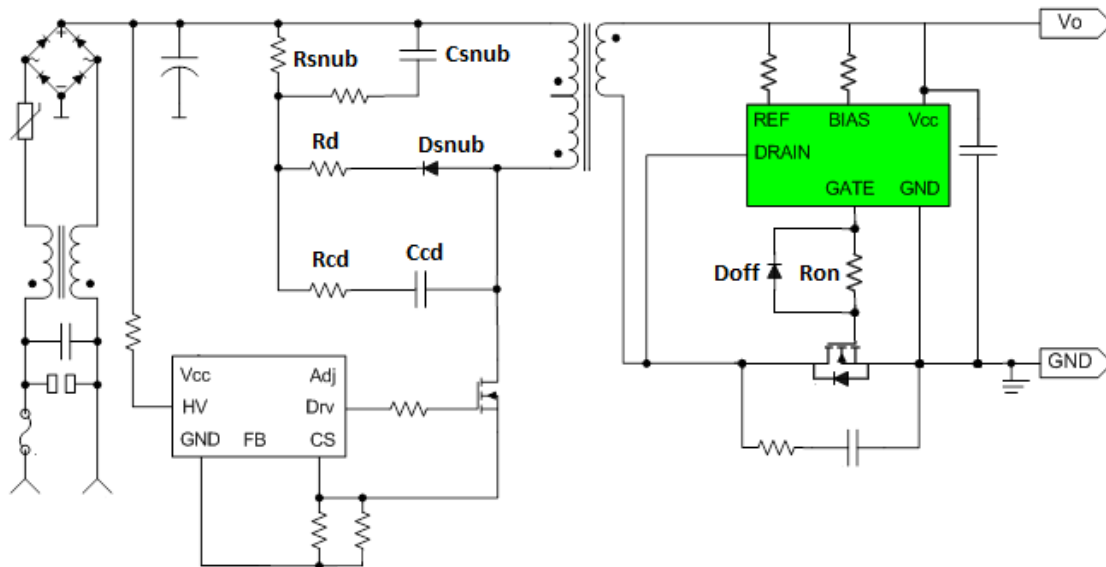 Vo
Rsnub
Csnub
REF
BIAS
Vcc
DRAIN
GATE
GND
Rd
Dsnub
Rcd
Ccd
Doff
Ron
GND
Vcc
Adj
HV
Drv
GND
FB
CS